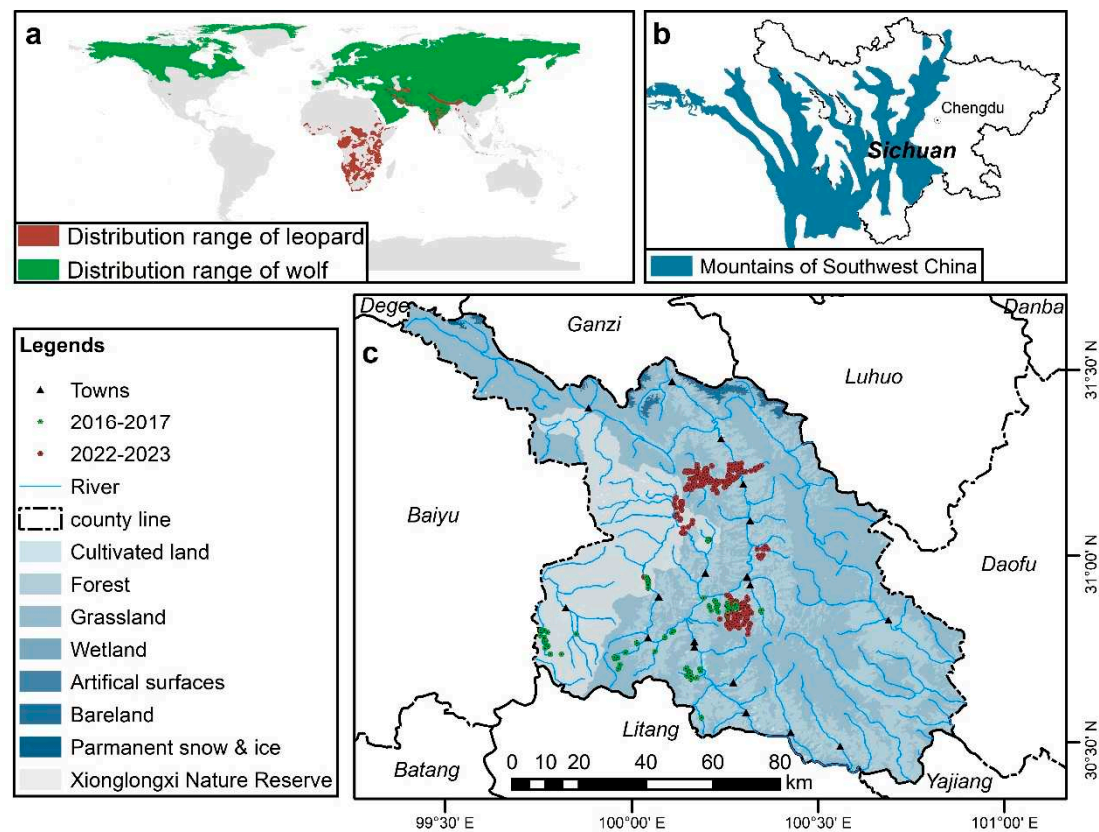 a
Distribution range of leopard
Distribution range of wolf
b
Chengdu
Sichuan
Mountains of Southwest China
Legends
Towns
2016-2017
2022-2023
River
county line
Cultivated land
Forest
Grassland
Wetland
Artifical surfaces
Bareland
Parmanent snow & ice
Xionglongxi Nature Reserve
c
Dege
Ganzi
Danba
Luhuo
Baiyu
Daofu
Litang
Batang
Yajiang
0 10 20 40 60 80
km
31°30' N
31°00' N
30°30' N
99°30' E
100°00' E
100°30' E
101°00' E